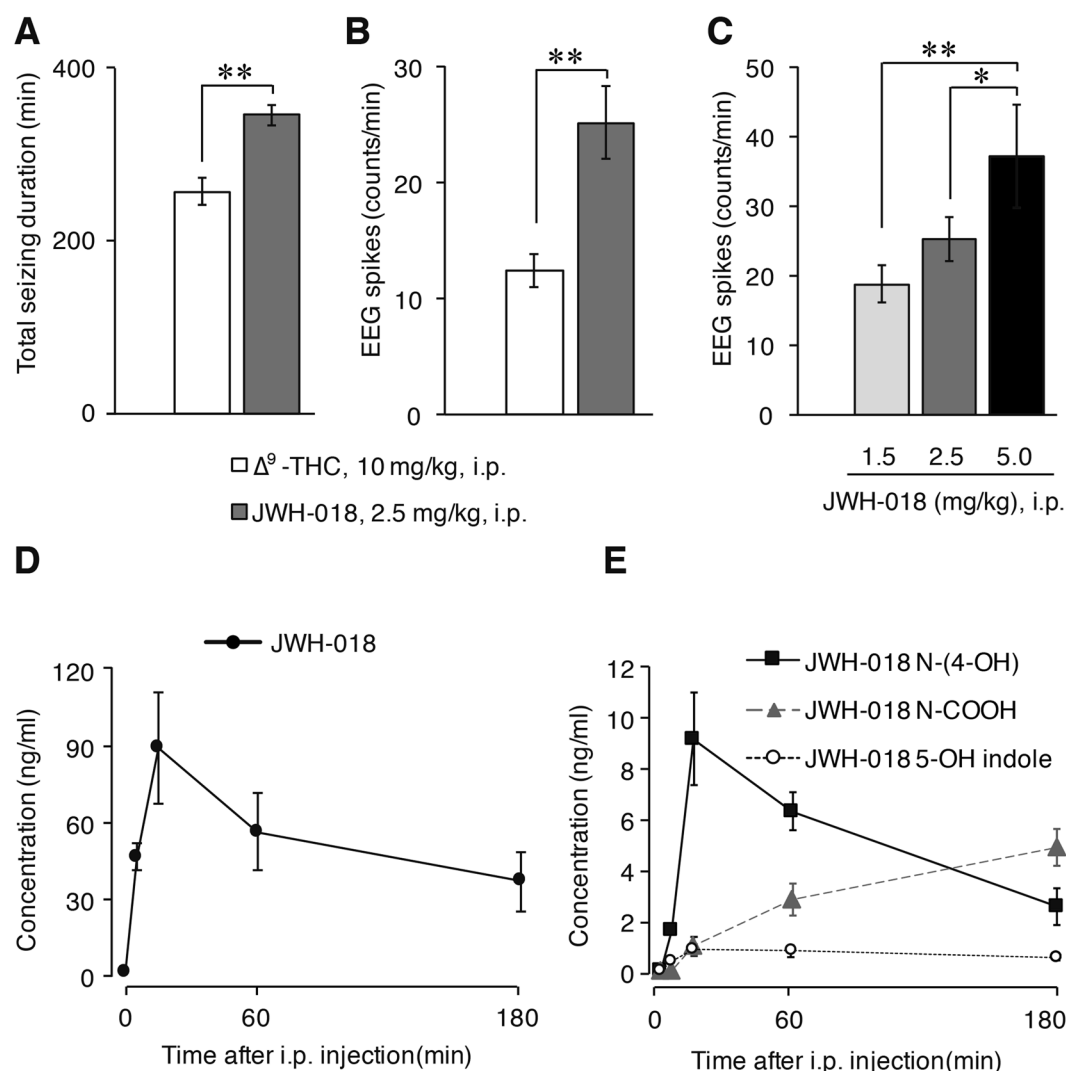 A
Total seizing duration (min)
400
200
0
**
B
EEG spikes (counts/min)
30
20
10
0
**
C
EEG spikes (counts/min)
50
40
30
20
10
0
**
*
1.5 2.5 5.0
JWH-018 (mg/kg), i.p.
Δ⁹-THC, 10 mg/kg, i.p.
JWH-018, 2.5 mg/kg, i.p.
D
JWH-018
Concentration (ng/ml)
120
90
60
30
0
0 60 180
Time after i.p. injection(min)
E
JWH-018 N-(4-OH)
JWH-018 N-COOH
JWH-018 5-OH indole
Concentration (ng/ml)
12
10
8
6
4
2
0
0 60 180
Time after i.p. injection(min)